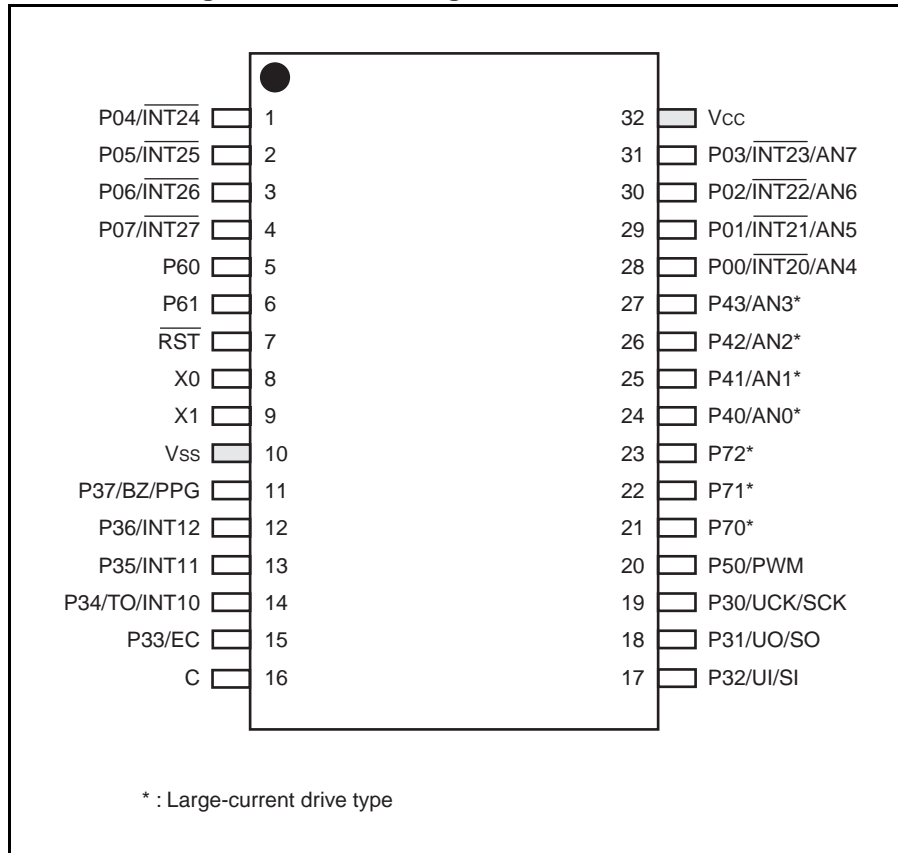 P04/INT24 1
P05/INT25 2
P06/INT26 3
P07/INT27 4
P60 5
P61 6
RST 7
X0 8
X1 9
Vss 10
P37/BZ/PPG 11
P36/INT12 12
P35/INT11 13
P34/TO/INT10 14
P33/EC 15
C 16
32 Vcc
31 P03/INT23/AN7
30 P02/INT22/AN6
29 P01/INT21/AN5
28 P00/INT20/AN4
27 P43/AN3*
26 P42/AN2*
25 P41/AN1*
24 P40/AN0*
23 P72*
22 P71*
21 P70*
20 P50/PWM
19 P30/UCK/SCK
18 P31/UO/SO
17 P32/UI/SI
* : Large-current drive type